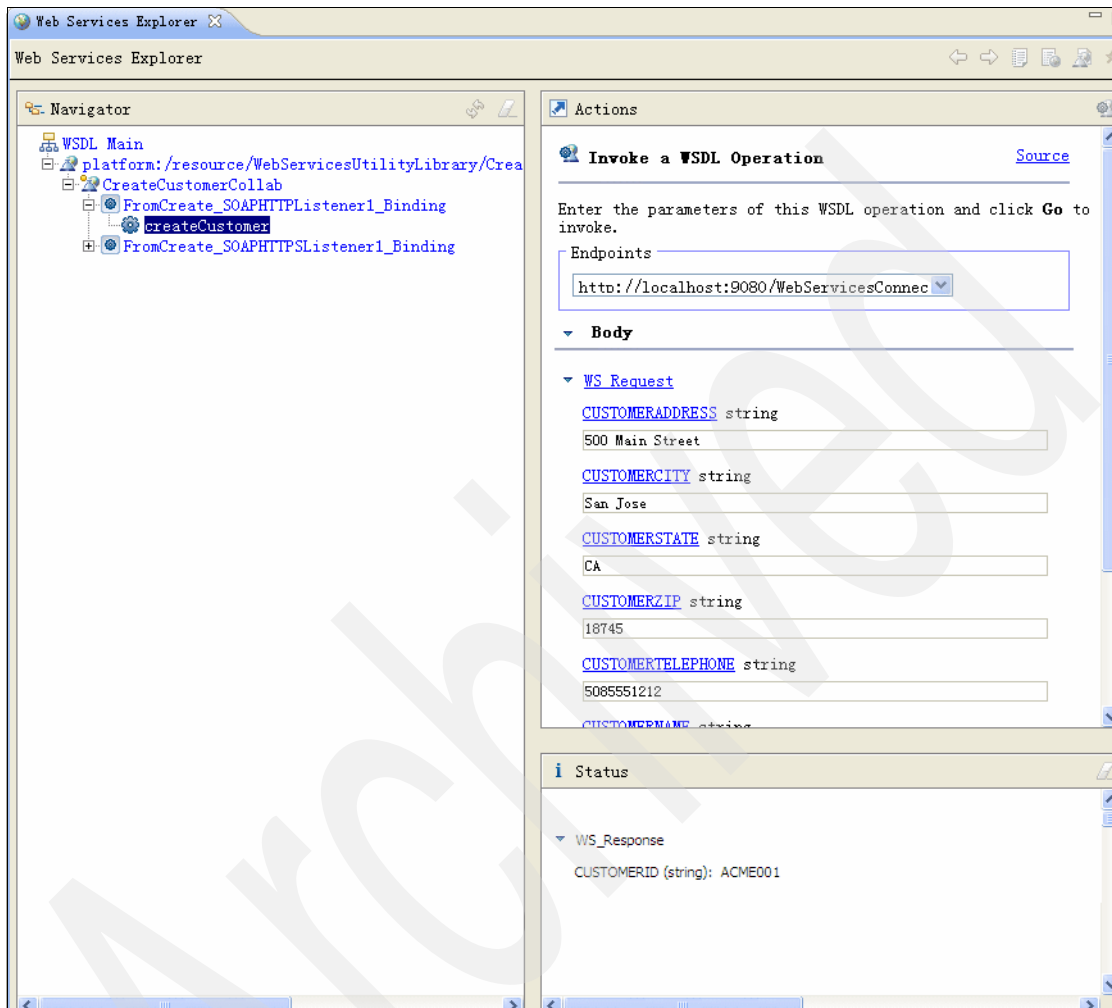 Web Services Explorer
Web Services Explorer
Navigator
WSDL Main
platform:/resource/WebServicesUtilityLibrary/Crea
CreateCustomerCollab
FromCreate_SOAPHTTPListener1_Binding
createCustomer
FromCreate_SOAPHTTPSListener1_Binding
Actions
Invoke a WSDL Operation
Source
Enter the parameters of this WSDL operation and click Go to
invoke.
Endpoints
http://localhost:9080/WebServicesConnec
Body
WS_Request
CUSTOMERADDRESS string
500 Main Street
CUSTOMERCITY string
San Jose
CUSTOMERSTATE string
CA
CUSTOMERZIP string
18745
CUSTOMERTELEPHONE string
5085551212
CUSTOMERNAME string
i Status
WS_Response
CUSTOMERID (string): ACME001
Archived